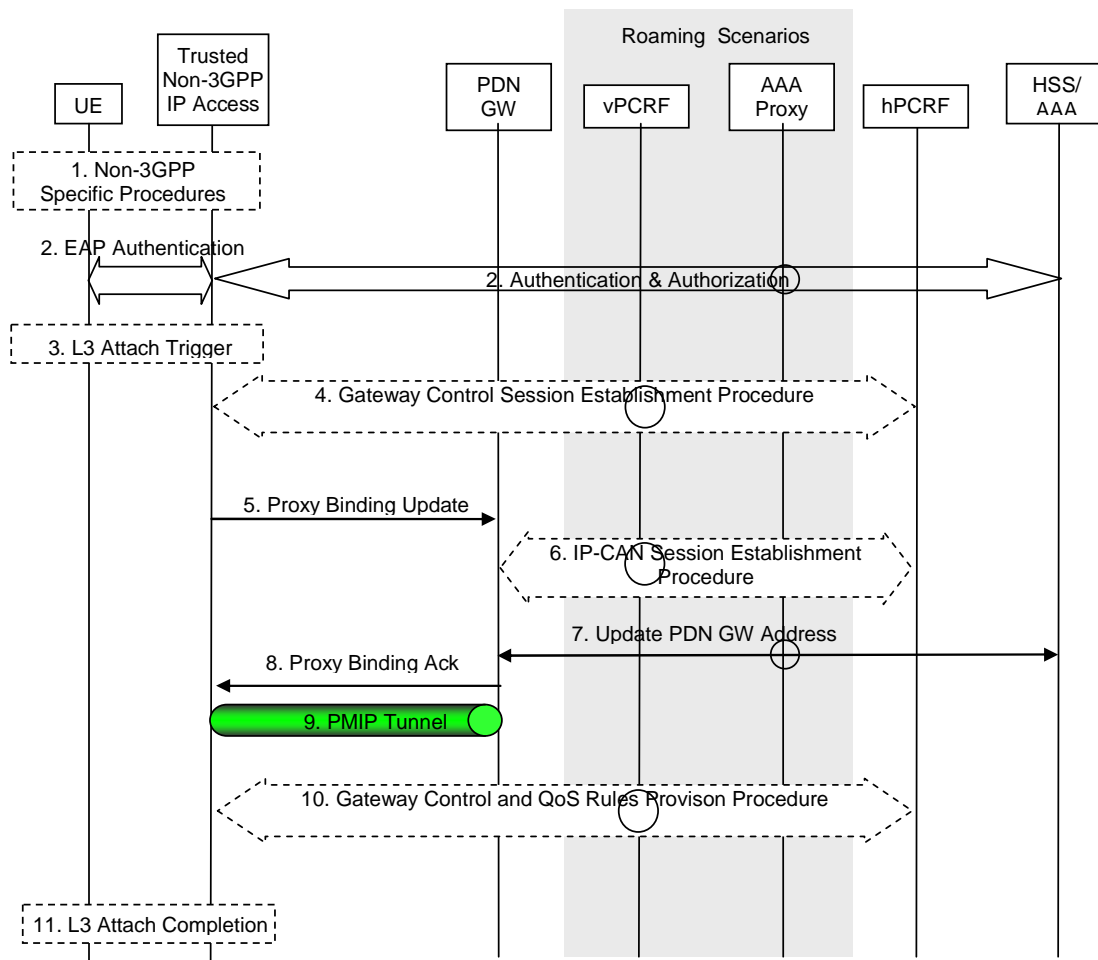 Roaming Scenarios
UE
Trusted
Non-3GPP
IP Access
PDN
GW
vPCRF
AAA
Proxy
hPCRF
HSS/
AAA
1. Non-3GPP
Specific Procedures
2. EAP Authentication
2. Authentication & Authorization
3. L3 Attach Trigger
4. Gateway Control Session Establishment Procedure
5. Proxy Binding Update
6. IP-CAN Session Establishment
Procedure
7. Update PDN GW Address
8. Proxy Binding Ack
9. PMIP Tunnel
10. Gateway Control and QoS Rules Provison Procedure
11. L3 Attach Completion